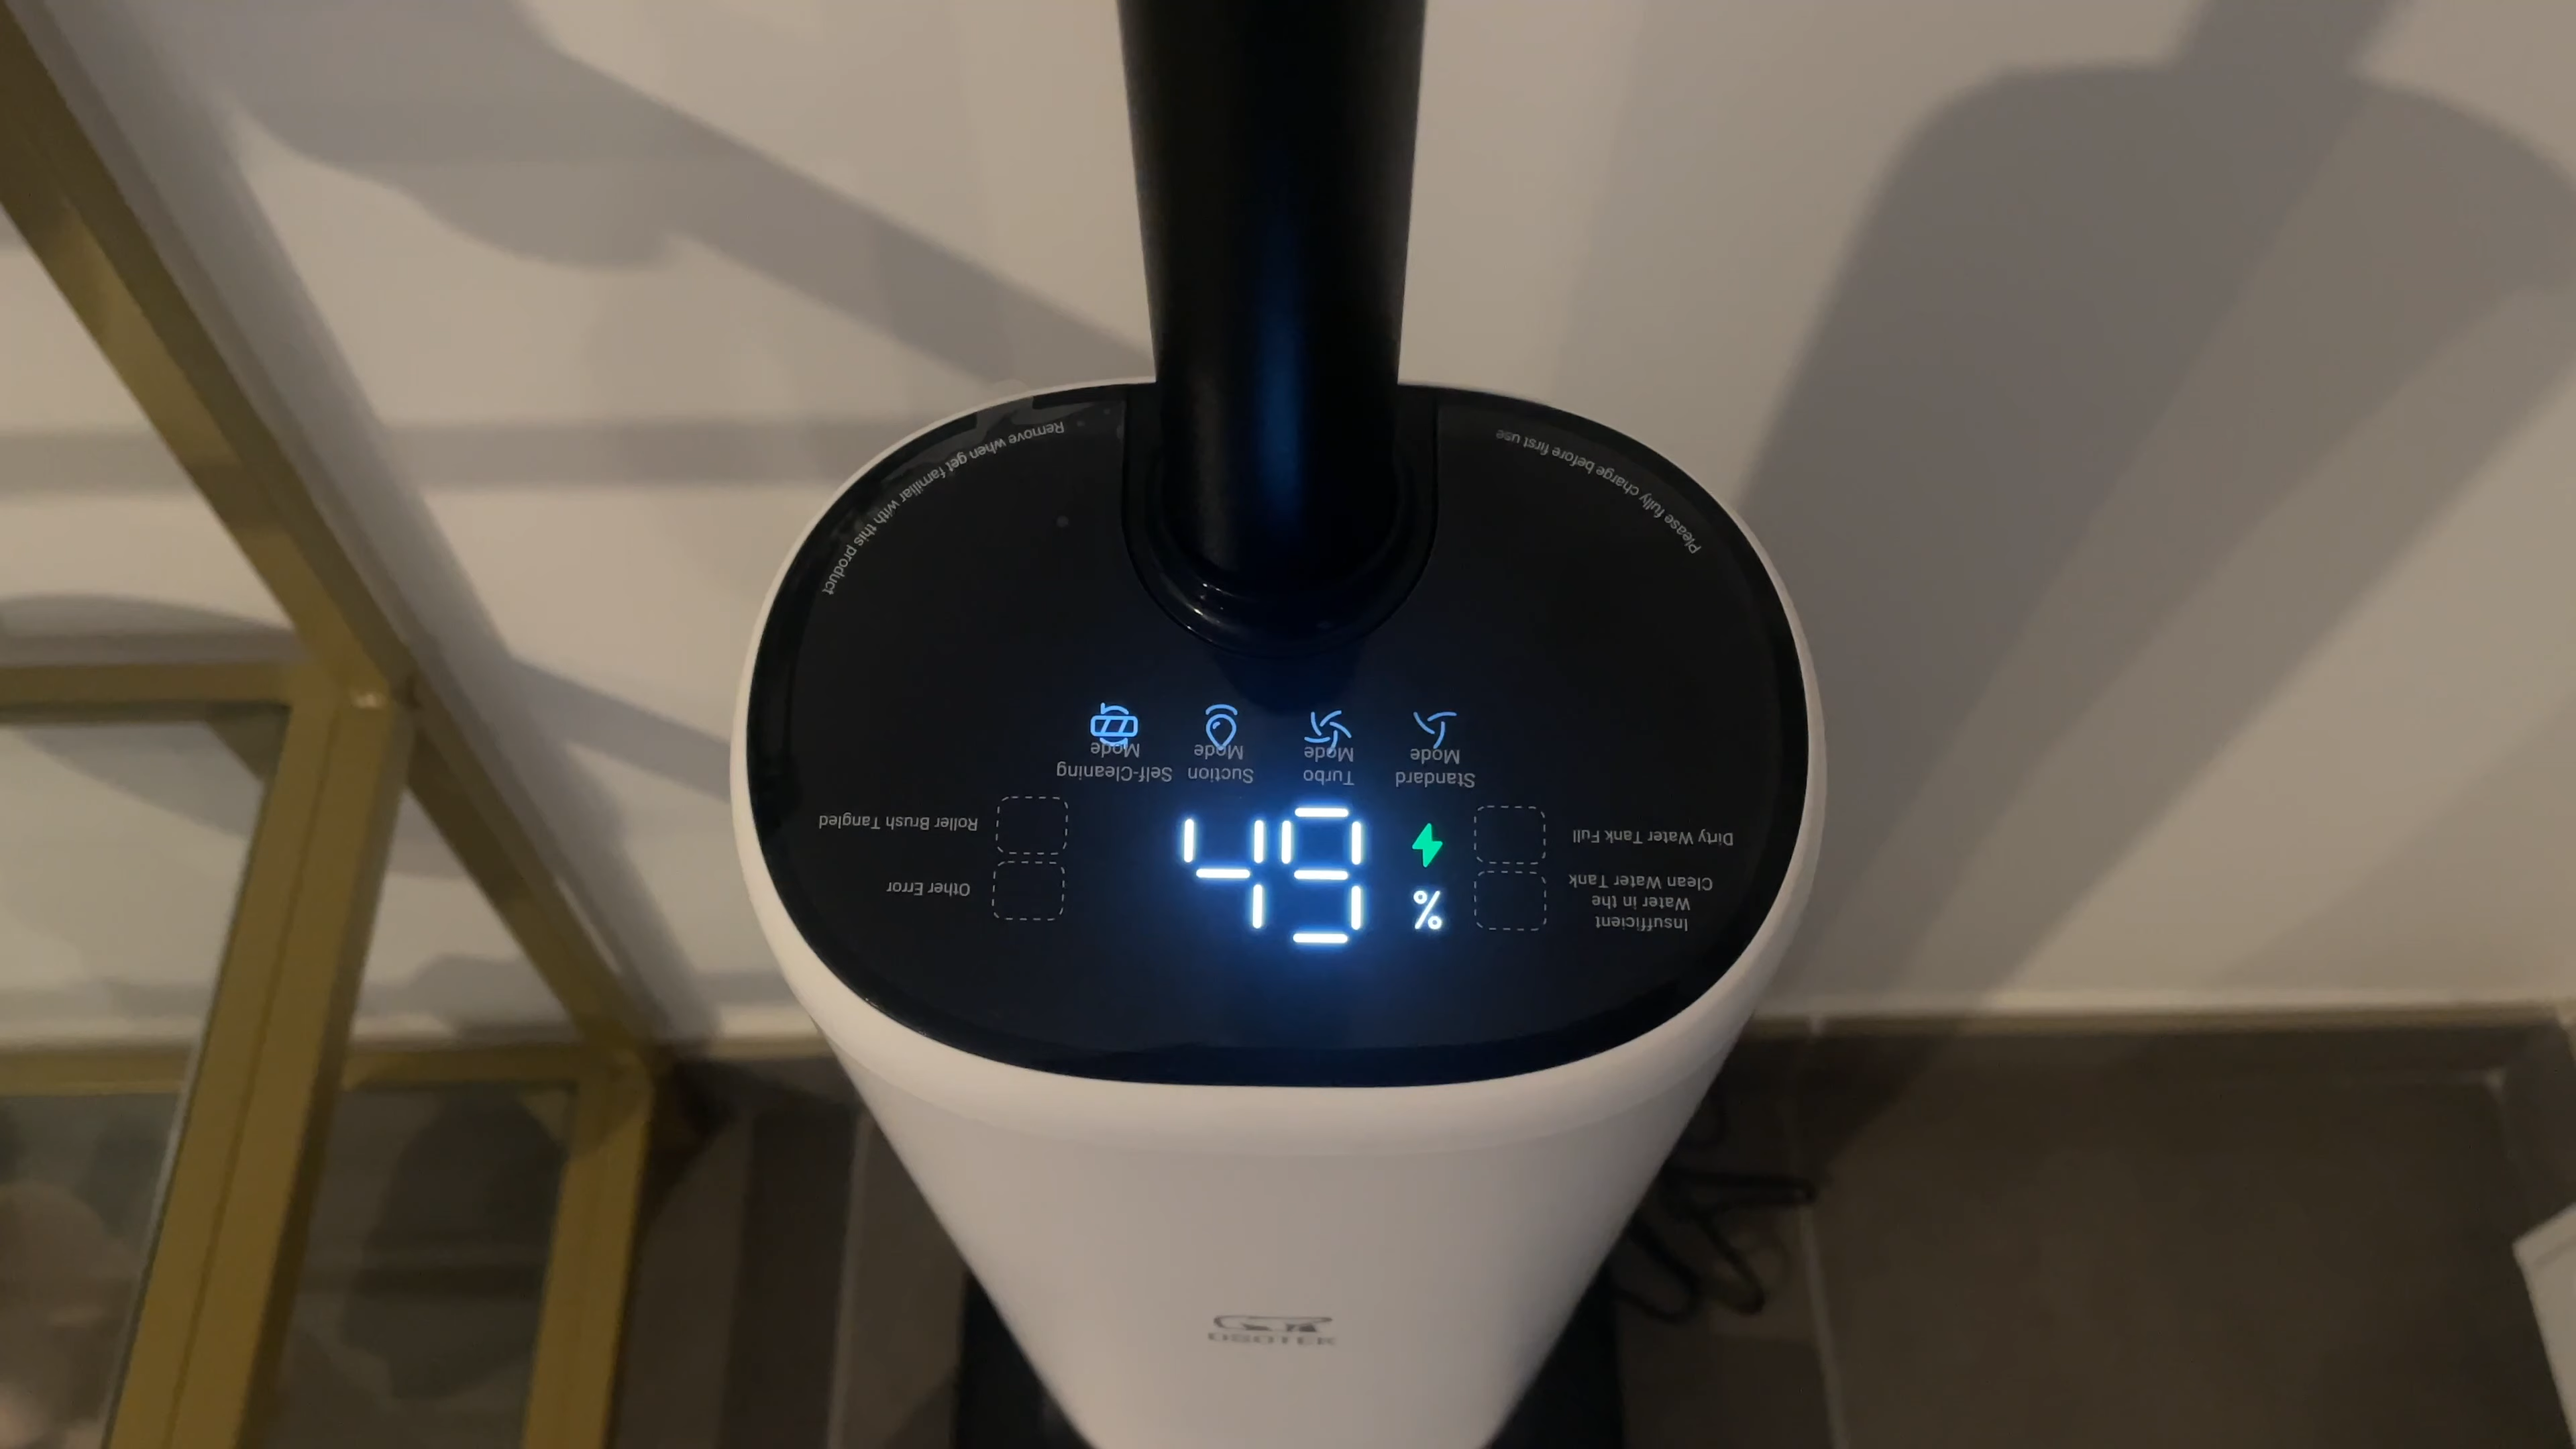 Remove when get familiar with this product
Please fully charge before first use
Self-Cleaning
Mode
Suction
Mode
Turbo
Mode
Standard
Mode
Roller Brush Tangled
Other Error
49
%
Dirty Water Tank Full
Insufficient
Water in the
Clean Water Tank
OSOTEK